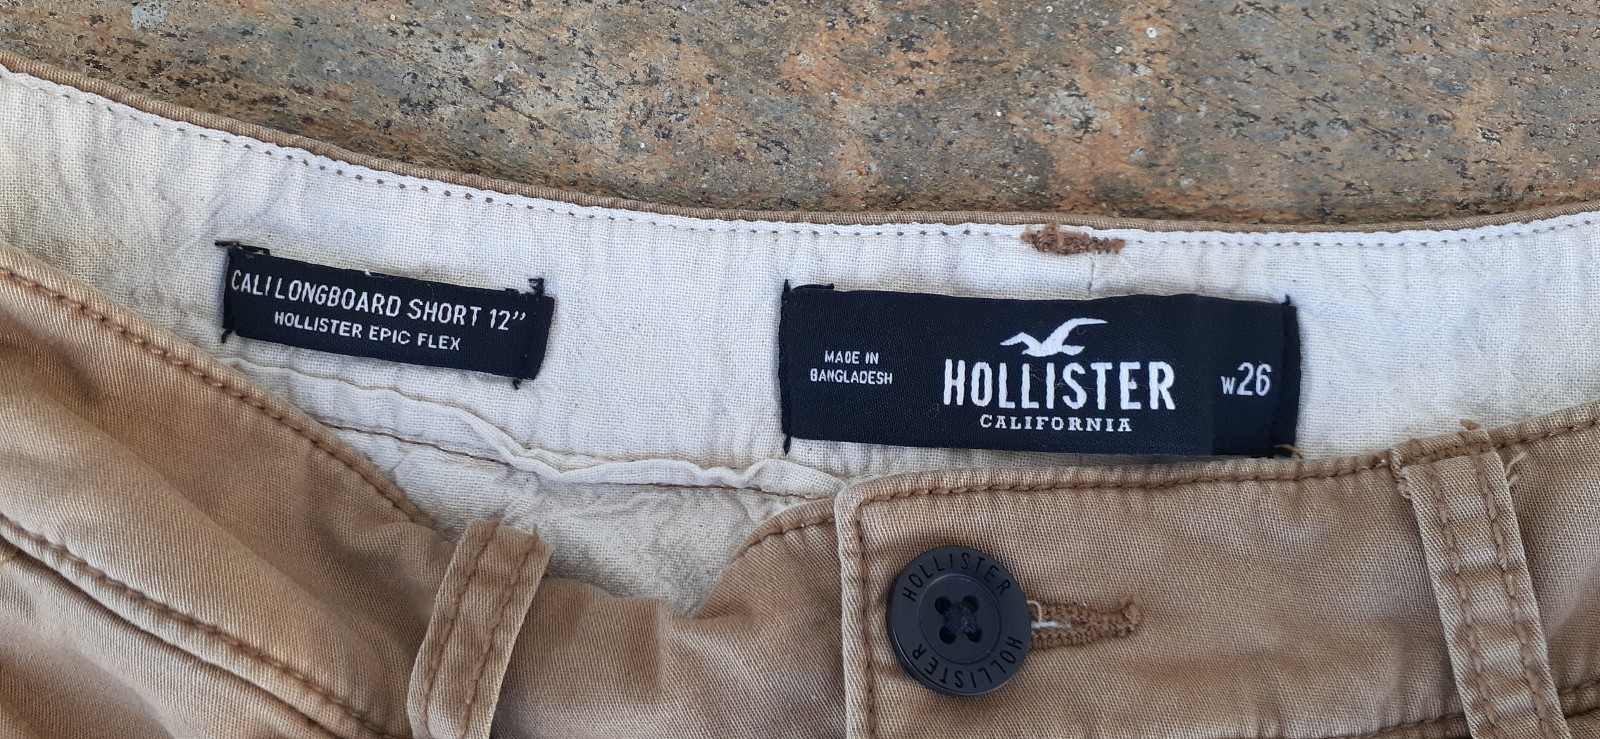 CALI LONGBOARD SHORT 12”
HOLLISTER EPIC FLEX
MADE IN
BANGLADESH
HOLLISTER
CALIFORNIA
W26
HOLLISTER
HOLLISTER